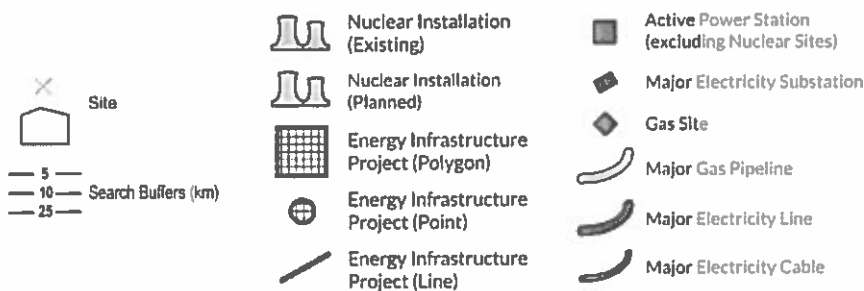 Site
5
10
25
Search Buffers (km)
Nuclear Installation
(Existing)
Nuclear Installation
(Planned)
Energy Infrastructure
Project (Polygon)
Energy Infrastructure
Project (Point)
Energy Infrastructure
Project (Line)
Active Power Station
(excluding Nuclear Sites)
Major Electricity Substation
Gas Site
Major Gas Pipeline
Major Electricity Line
Major Electricity Cable